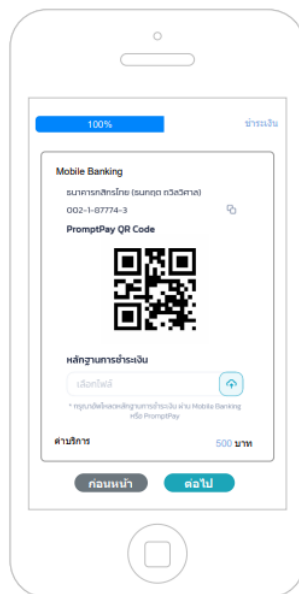 100%
ชำระเงิน
Mobile Banking
ธนาคารกสิกรไทย (ธนกฤต ถวิลวิศาล)
002-1-87774-3
PromptPay QR Code
หลักฐานการชำระเงิน
เลือกไฟล์
* กรุณาอัพโหลดหลักฐานการชำระเงิน ผ่าน Mobile Banking
หรือ PromptPay
ค่าบริการ
500 บาท
ก่อนหน้า
ต่อไป